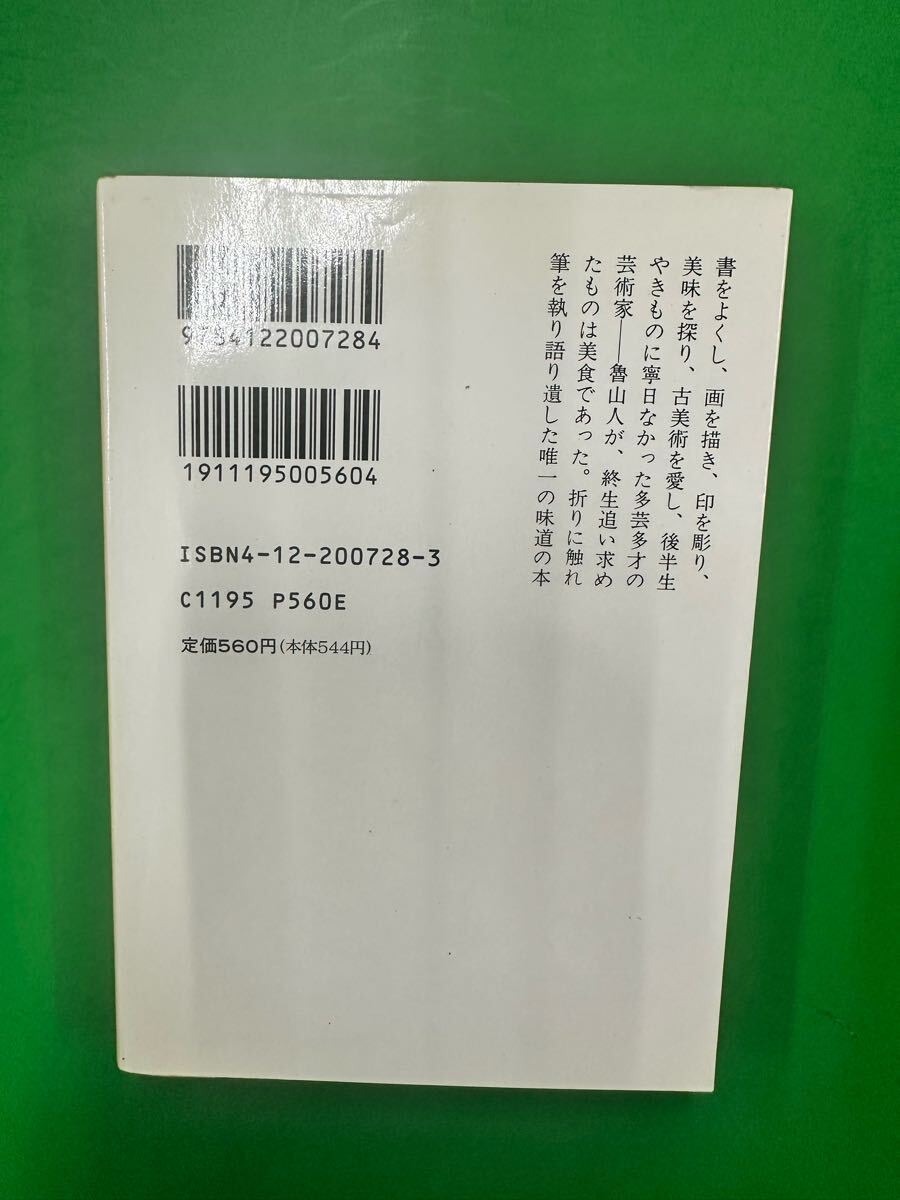 書をよくし、画を描き、印を彫り、
美味を探り、古美術を愛し、後半生
やきものに寧日なかった多芸多才の
芸術家――魯山人が、終生追い求め
たものは美食であった。折りに触れ
筆を執り語り遺した唯一の味道の本
9784122007284
1911195005604
ISBN4-12-200728-3
C1195 P560E
定価560円(本体544円)